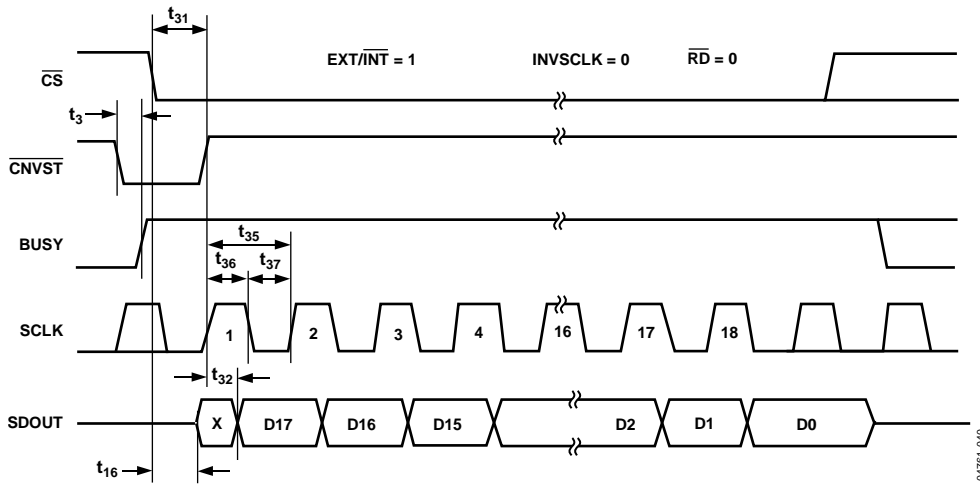 t31
EXT/INT = 1 INVSCLK = 0 RD = 0
CS
t3
CNVST
BUSY
t35
t36 t37
SCLK 1 2 3 4 16 17 18
t32
SDOUT X D17 D16 D15 D2 D1 D0
t16